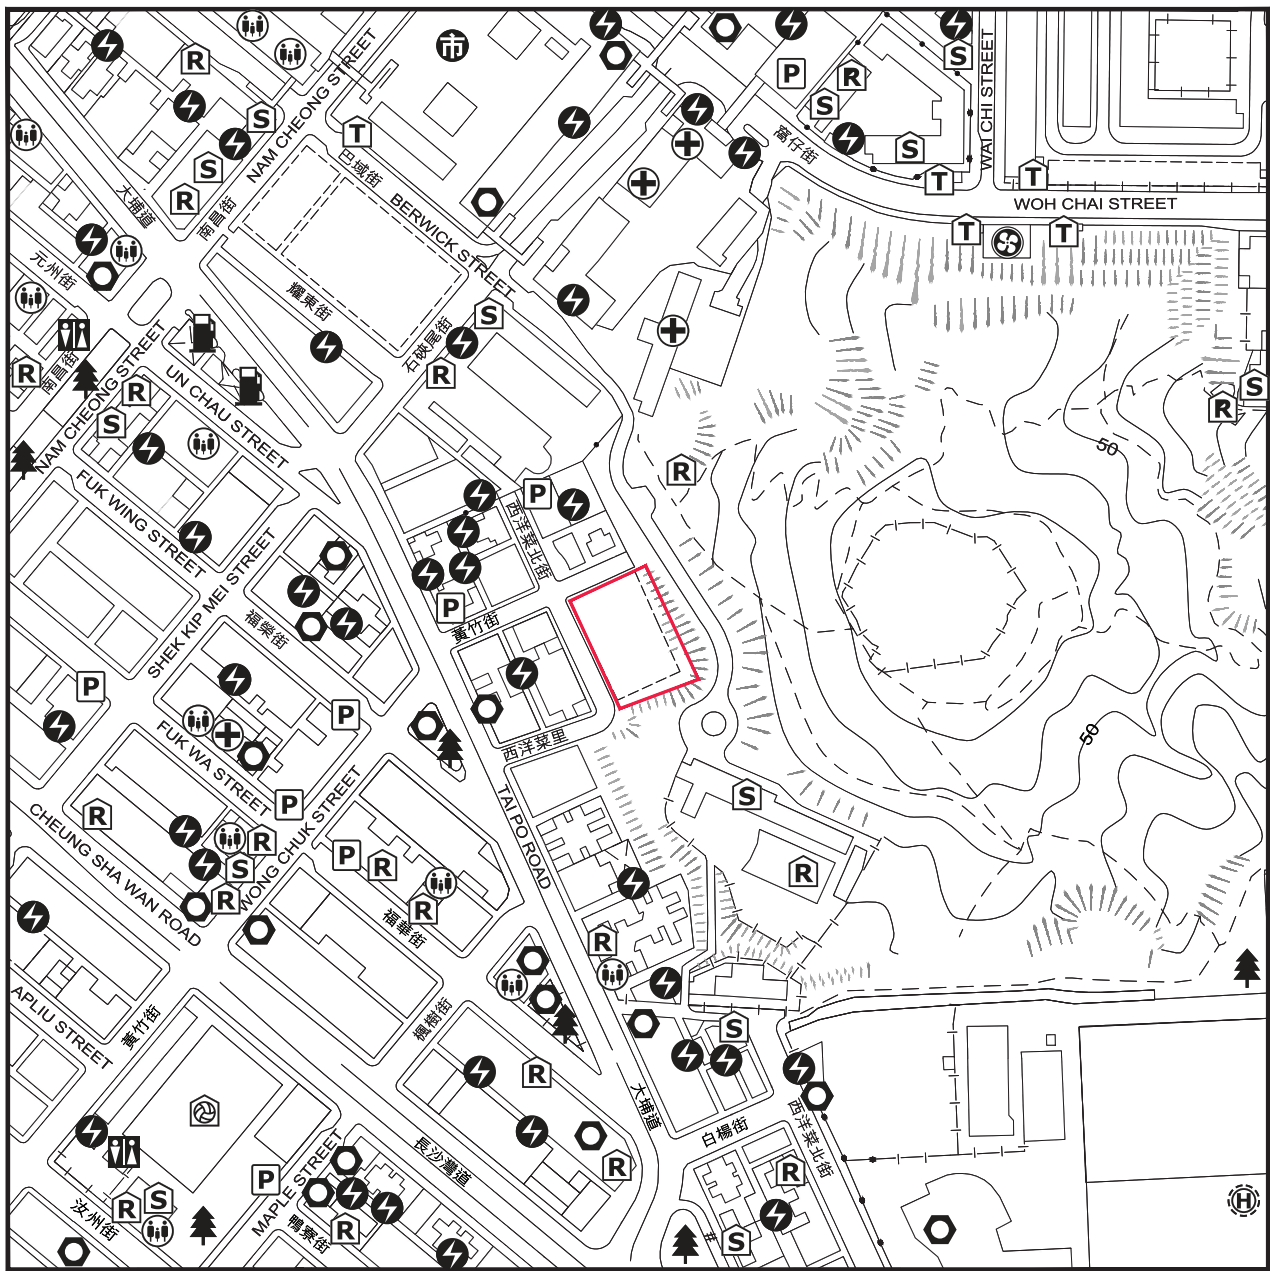 NAM CHEONG STREET
WAI CHI STREET
窩仔街
巴域街
大埔道
南昌街
BERWICK STREET
WOH CHAI STREET
元州街
耀東街
石硤尾街
南昌街
NAM CHEONG STREET
UN CHAU STREET
50
FUK WING STREET
西洋菜北街
SHEK KIP MEI STREET
福榮街
黃竹街
西洋菜里
50
FUK WA STREET
TAI PO ROAD
CHEUNG SHA WAN ROAD
WONG CHUK STREET
福華街
APLIU STREET
黃竹街
楓樹街
大埔道
白楊街
西洋菜北街
長沙灣道
MAPLE STREET
汝州街
鴨寮街
P
R
S
T
H
市